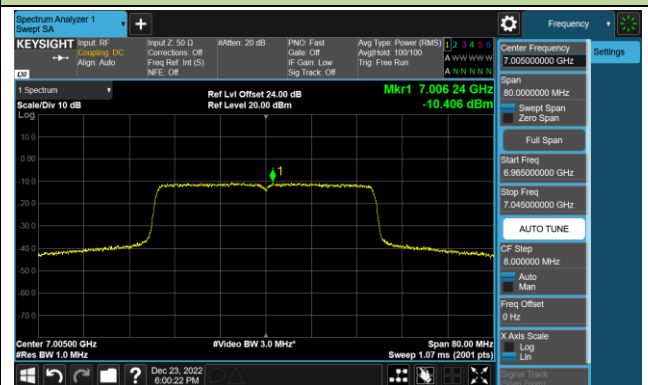 Spectrum Analyzer 1
Swept SA
Frequency
KEYSIGHT
Input: RF
Coupling: DC
Align: Auto
Input Z: 50 Ω
Corrections: Off
Freq Ref: Int (S)
NFE: Off
#Atten: 20 dB
PNO: Fast
Gate: Off
IF Gain: Low
Sig Track: Off
Avg Type: Power (RMS)
Avg|Hold: 100/100
Trig: Free Run
1 2 3 4 5 6
A W W W W W
A N N N N N
LXI
1 Spectrum
Scale/Div 10 dB
Log
Ref Lvl Offset 24.00 dB
Ref Level 20.00 dBm
Mkr1 7.006 24 GHz
-10.406 dBm
1
10.0
0.00
-10.0
-20.0
-30.0
-40.0
-50.0
-60.0
-70.0
Center 7.00500 GHz
#Res BW 1.0 MHz
#Video BW 3.0 MHz*
Span 80.00 MHz
Sweep 1.07 ms (2001 pts)
Dec 23, 2022
6:00:22 PM
Settings
Center Frequency
7.005000000 GHz
Span
80.0000000 MHz
Swept Span
Zero Span
Full Span
Start Freq
6.965000000 GHz
Stop Freq
7.045000000 GHz
AUTO TUNE
CF Step
8.000000 MHz
Auto
Man
Freq Offset
0 Hz
X Axis Scale
Log
Lin
Signal Track
(Span Zoom)